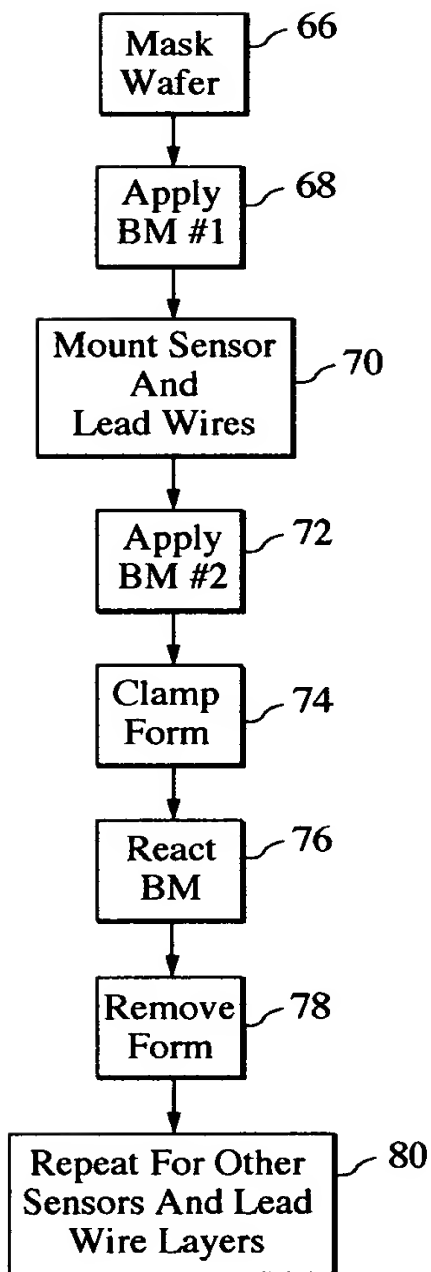 Mask
Wafer
66
Apply
BM #1
68
Mount Sensor
And
Lead Wires
70
Apply
BM #2
72
Clamp
Form
74
React
BM
76
Remove
Form
78
Repeat For Other
Sensors And Lead
Wire Layers
80